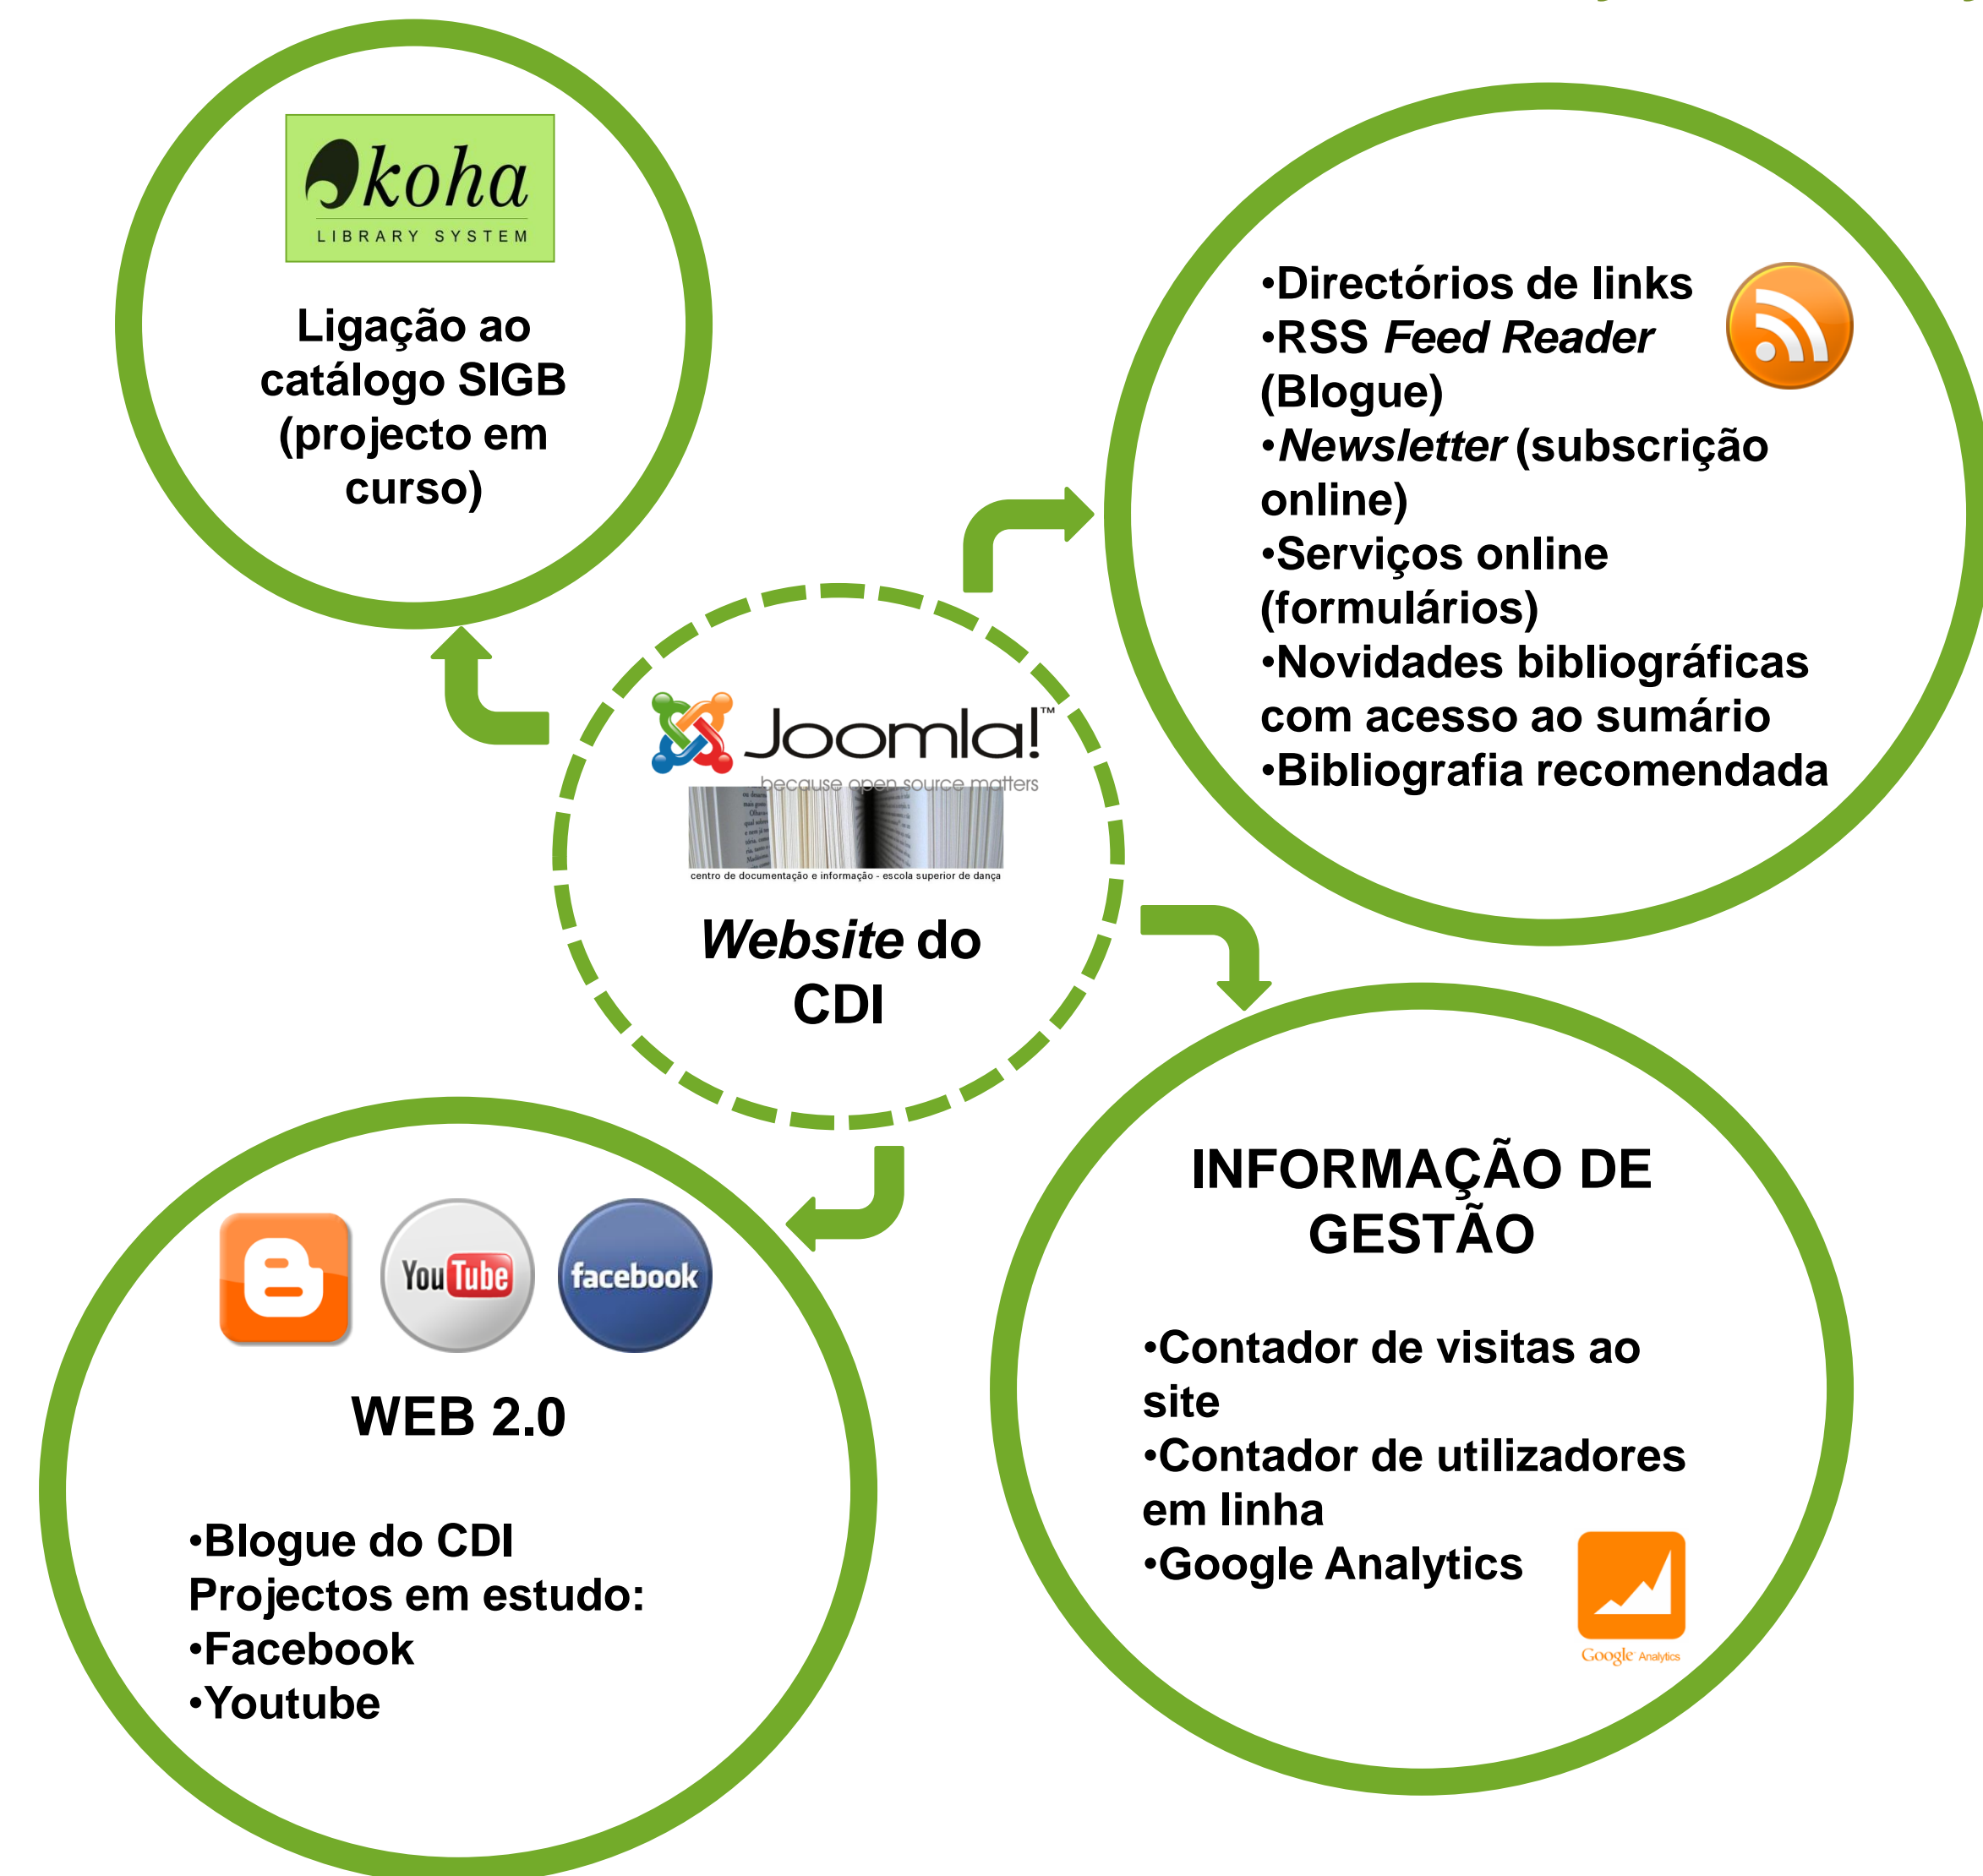 koha
LIBRARY SYSTEM
Ligação ao
catálogo SIGB
(projecto em
curso)
•Directórios de links
•RSS Feed Reader
(Blogue)
•Newsletter (subscrição
online)
•Serviços online
(formulários)
•Novidades bibliográficas
com acesso ao sumário
•Bibliografia recomendada
Joomla!™
...because open source matters
centro de documentação e informação - escola superior de dança
Website do
CDI
You Tube
facebook
WEB 2.0
•Blogue do CDI
Projectos em estudo:
•Facebook
•Youtube
INFORMAÇÃO DE
GESTÃO
•Contador de visitas ao
site
•Contador de utilizadores
em linha
•Google Analytics
Google Analytics